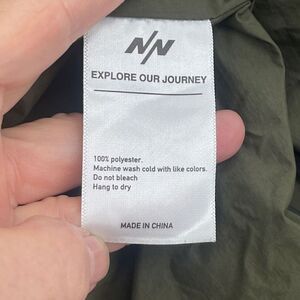 N/N
EXPLORE OUR JOURNEY
100% polyester.
Machine wash cold with like colors.
Do not bleach
Hang to dry
MADE IN CHINA